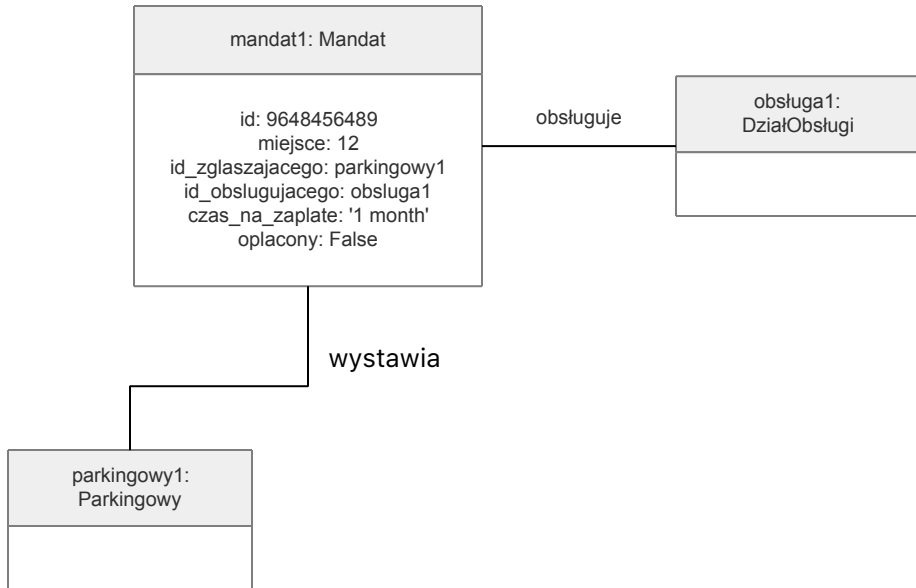 mandat1: Mandat
id: 9648456489
miejsce: 12
id_zglaszajacego: parkingowy1
id_obslugujacego: obsluga1
czas_na_zaplate: '1 month'
oplacony: False
obsługuje
obsługa1:
DziałObsługi
wystawia
parkingowy1:
Parkingowy